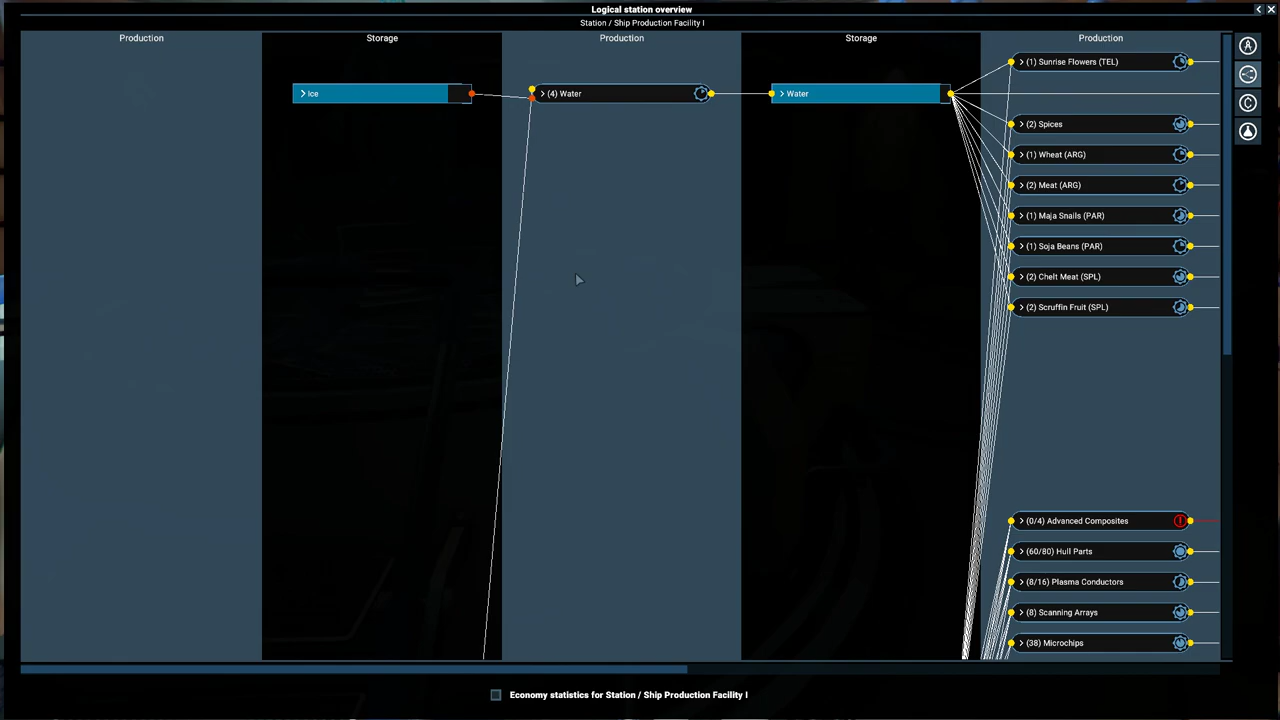 Logical station overview
Station / Ship Production Facility I
Production
Storage
Production
Storage
Production
Ice
(4) Water
Water
(1) Sunrise Flowers (TEL)
(2) Spices
(1) Wheat (ARG)
(2) Meat (ARG)
(1) Maja Snails (PAR)
(1) Soja Beans (PAR)
(2) Chelt Meat (SPL)
(2) Scruffin Fruit (SPL)
(0/4) Advanced Composites
(60/80) Hull Parts
(8/16) Plasma Conductors
(8) Scanning Arrays
(38) Microchips
Economy statistics for Station / Ship Production Facility I